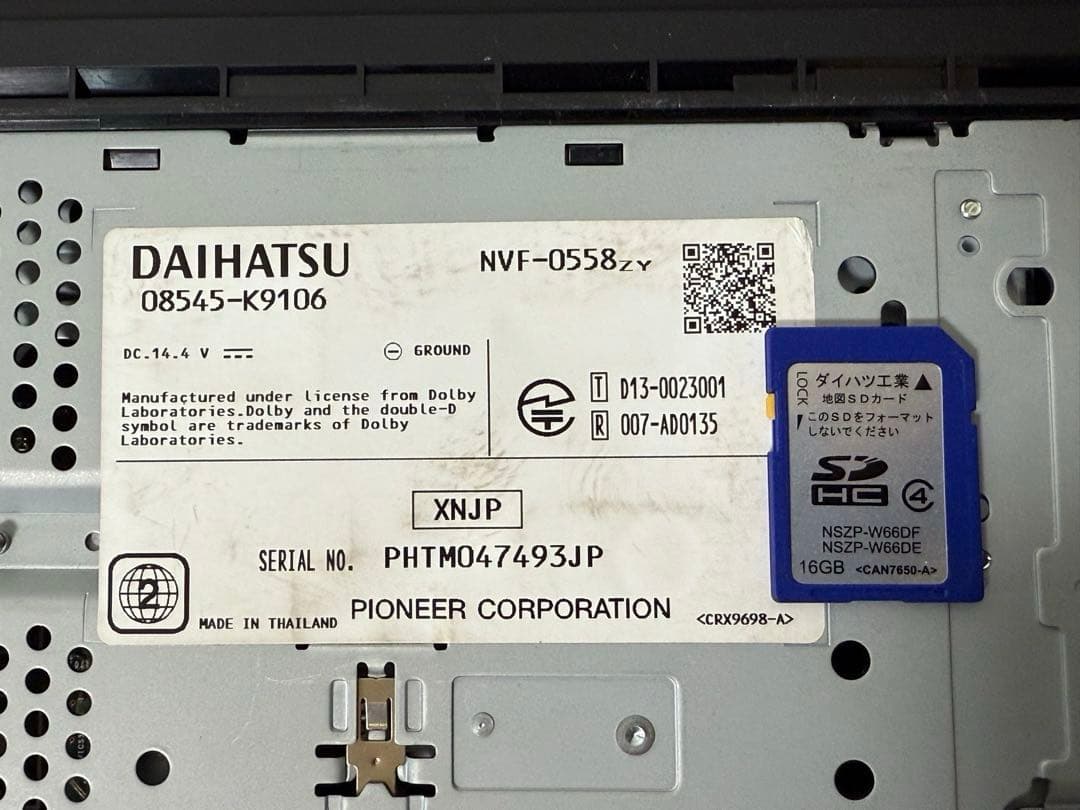 DAIHATSU
08545-K9106
NVF-0558ZY
DC.14.4 V
GROUND
Manufactured under license from Dolby
Laboratories.Dolby and the double-D
symbol are trademarks of Dolby
Laboratories.
T D13-0023001
R 007-AD0135
XNJP
SERIAL NO. PHTM047493JP
2
MADE IN THAILAND
PIONEER CORPORATION
<CRX9698-A>
LOCK
ダイハツ工業▲
地図SDカード
このSDをフォーマット
しないでください
SD
HC 4
NSZP-W66DF
NSZP-W66DE
16GB <CAN7650-A>